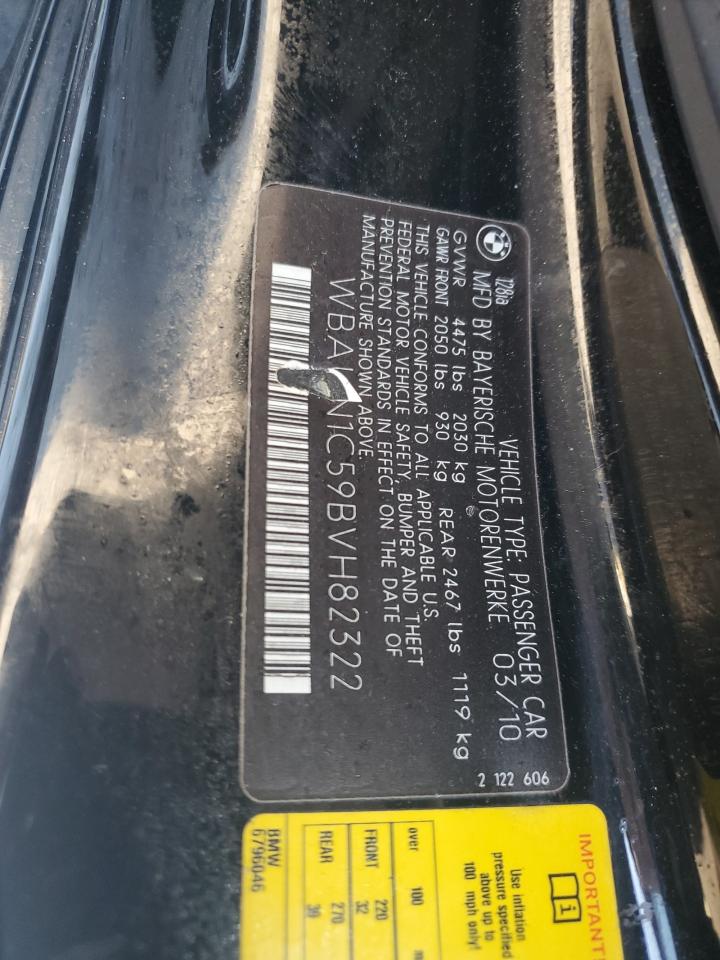 BMW
128ia VEHICLE TYPE: PASSENGER CAR
MFD BY BAYERISCHE MOTORENWERKE 03/10
GVWR 4475 lbs 2030 kg
GAWR FRONT 2050 lbs 930 kg REAR 2467 lbs 1119 kg
THIS VEHICLE CONFORMS TO ALL APPLICABLE U.S.
FEDERAL MOTOR VEHICLE SAFETY, BUMPER AND THEFT
PREVENTION STANDARDS IN EFFECT ON THE DATE OF
MANUFACTURE SHOWN ABOVE.
WBA N1C59BVH82322
2 122 606
IMPORTANT
Use inflation
pressure specified
above up to
100 mph only!
over 100 m
FRONT 220
32
REAR 270
39
BMW
6796046